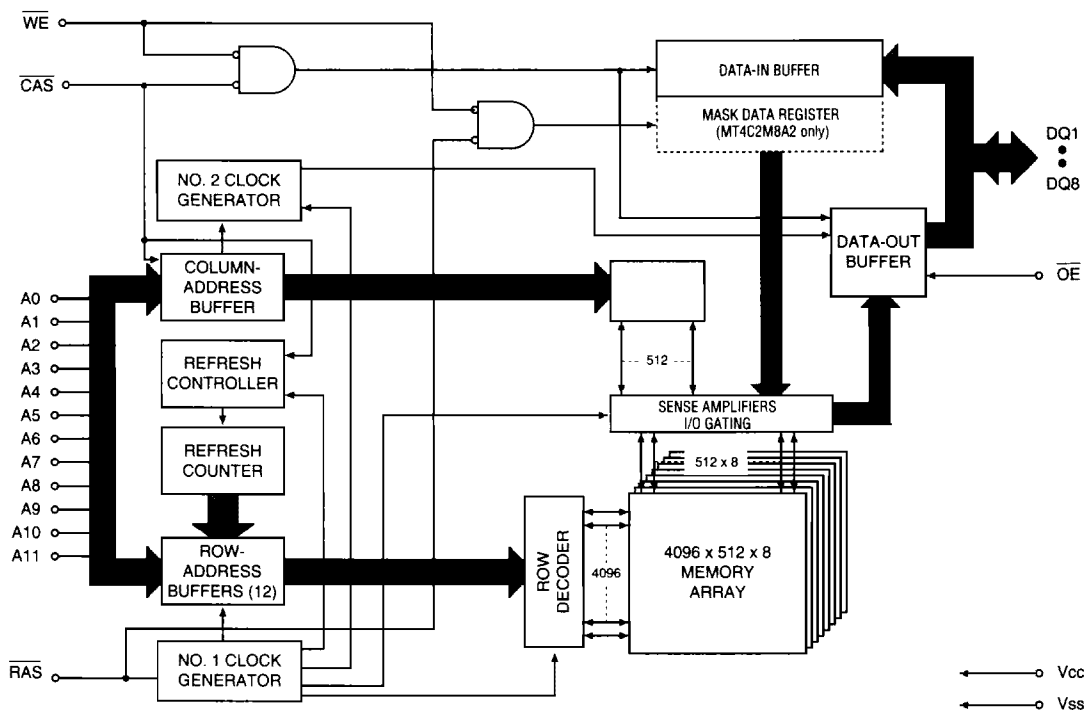 WE
CAS
DATA-IN BUFFER
MASK DATA REGISTER
(MT4C2M8A2 only)
DQ1
DQ8
NO. 2 CLOCK
GENERATOR
DATA-OUT
BUFFER
OE
COLUMN-
ADDRESS
BUFFER
A0
A1
A2
A3
A4
A5
A6
A7
A8
A9
A10
A11
512
REFRESH
CONTROLLER
SENSE AMPLIFIERS
I/O GATING
REFRESH
COUNTER
512 x 8
ROW-
ADDRESS
BUFFERS (12)
ROW
DECODER
4096
4096 x 512 x 8
MEMORY
ARRAY
RAS
NO. 1 CLOCK
GENERATOR
Vcc
Vss